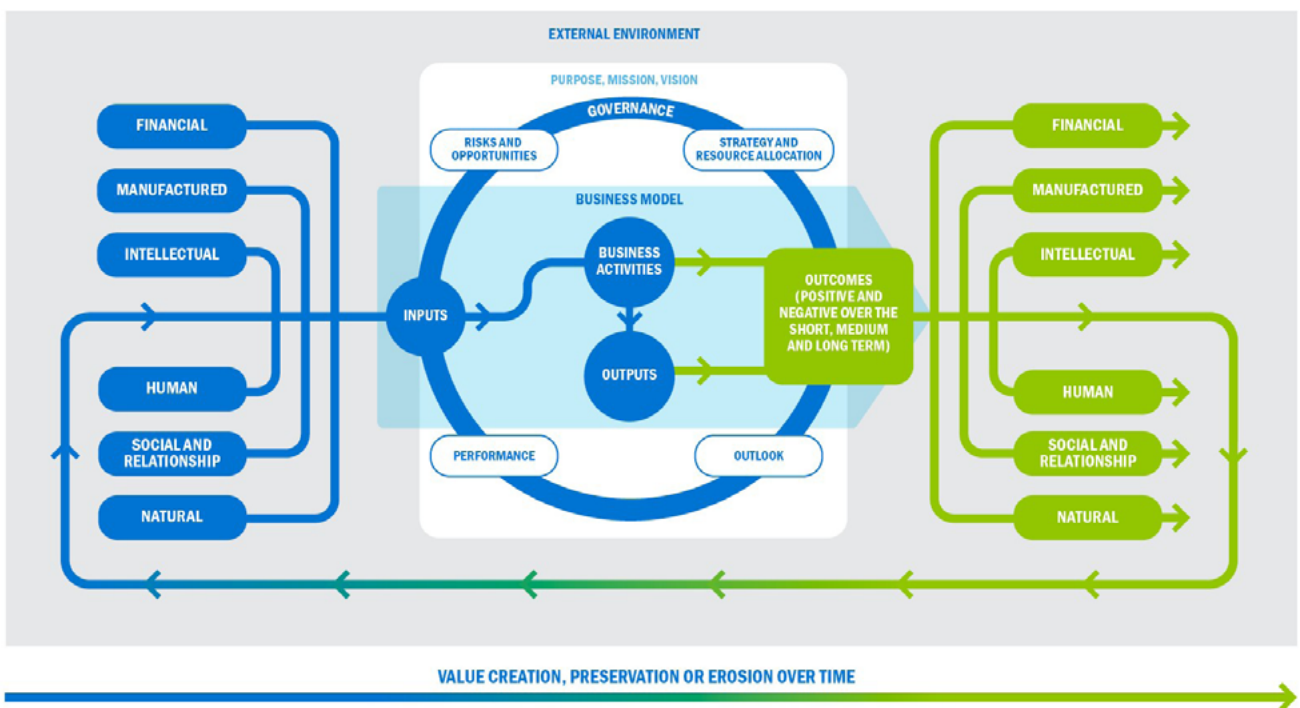 EXTERNAL ENVIRONMENT
PURPOSE, MISSION, VISION
GOVERNANCE
RISKS AND
OPPORTUNITIES
STRATEGY AND
RESOURCE ALLOCATION
FINANCIAL
MANUFACTURED
INTELLECTUAL
HUMAN
SOCIAL AND
RELATIONSHIP
NATURAL
BUSINESS MODEL
INPUTS
BUSINESS
ACTIVITIES
OUTPUTS
OUTCOMES
(POSITIVE AND
NEGATIVE OVER THE
SHORT, MEDIUM
AND LONG TERM)
PERFORMANCE
OUTLOOK
FINANCIAL
MANUFACTURED
INTELLECTUAL
HUMAN
SOCIAL AND
RELATIONSHIP
NATURAL
VALUE CREATION, PRESERVATION OR EROSION OVER TIME